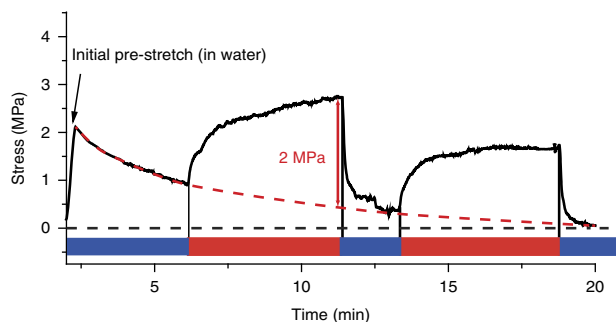 Initial pre-stretch (in water)
4
3
2
1
0
Stress (MPa)
2 MPa
5
10
15
20
Time (min)